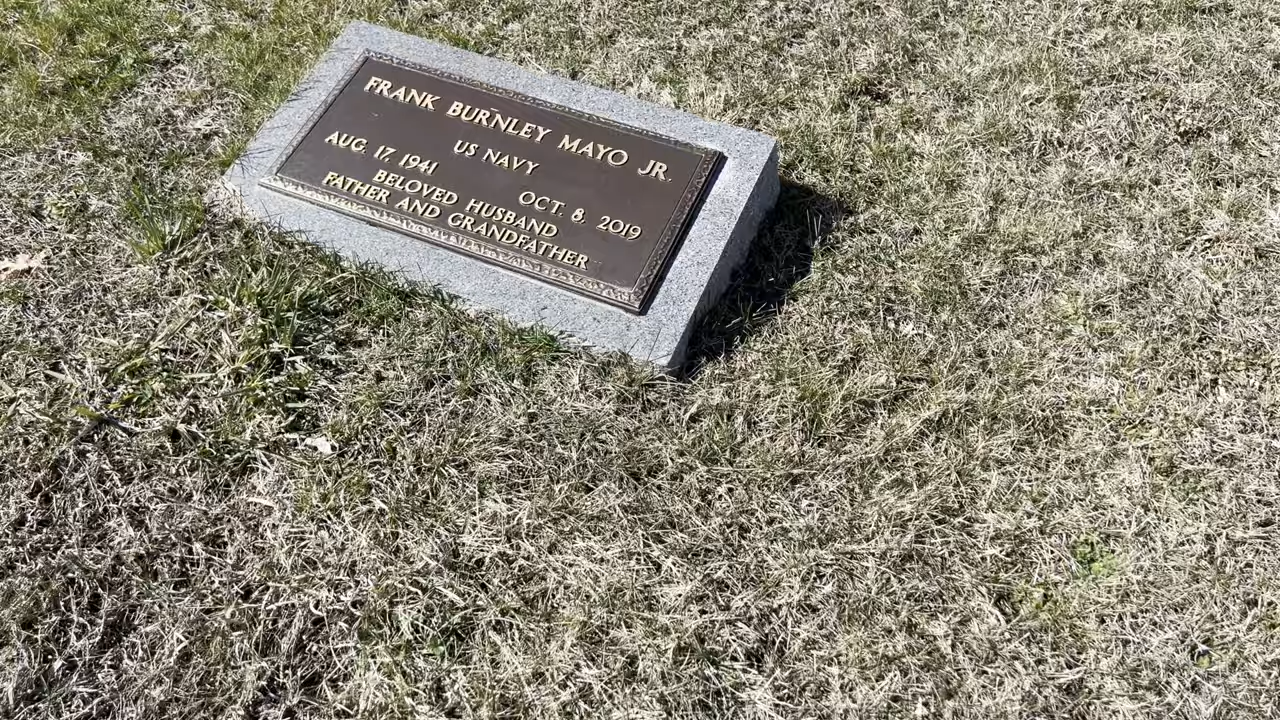 FRANK BURNLEY MAYO JR.
US NAVY
AUG. 17, 1941 OCT. 8, 2019
BELOVED HUSBAND
FATHER AND GRANDFATHER